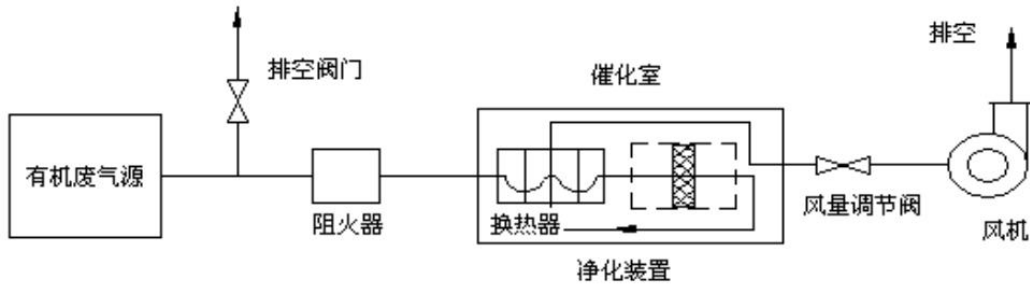 排空
排空阀门
催化室
有机废气源
阻火器
换热器
风量调节阀
风机
净化装置